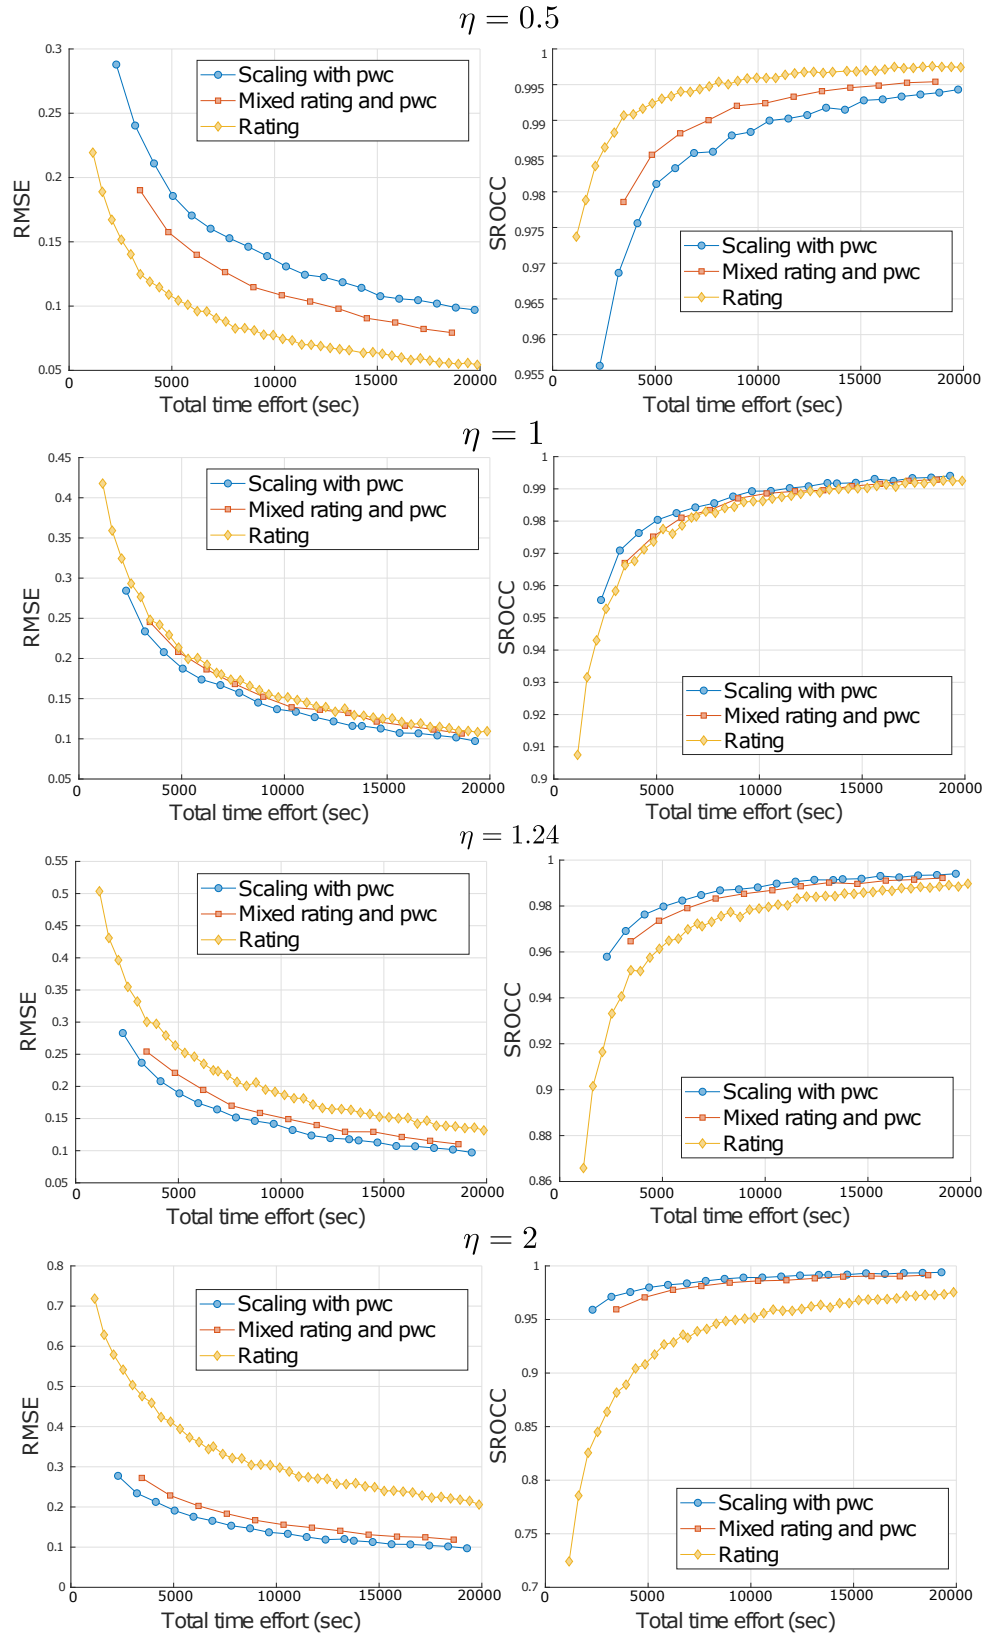 η = 0.5
0.3
0.25
0.2
0.15
0.1
0.05
RMSE
Scaling with pwc
Mixed rating and pwc
Rating
0 5000 10000 15000 20000
Total time effort (sec)
1
0.995
0.99
0.985
0.98
0.975
0.97
0.965
0.96
0.955
SROCC
Scaling with pwc
Mixed rating and pwc
Rating
0 5000 10000 15000 20000
Total time effort (sec)
η = 1
0.45
0.4
0.35
0.3
0.25
0.2
0.15
0.1
0.05
RMSE
Scaling with pwc
Mixed rating and pwc
Rating
0 5000 10000 15000 20000
Total time effort (sec)
1
0.99
0.98
0.97
0.96
0.95
0.94
0.93
0.92
0.91
0.9
SROCC
Scaling with pwc
Mixed rating and pwc
Rating
0 5000 10000 15000 20000
Total time effort (sec)
η = 1.24
0.55
0.5
0.45
0.4
0.35
0.3
0.25
0.2
0.15
0.1
0.05
RMSE
Scaling with pwc
Mixed rating and pwc
Rating
0 5000 10000 15000 20000
Total time effort (sec)
1
0.98
0.96
0.94
0.92
0.9
0.88
0.86
SROCC
Scaling with pwc
Mixed rating and pwc
Rating
0 5000 10000 15000 20000
Total time effort (sec)
η = 2
0.8
0.7
0.6
0.5
0.4
0.3
0.2
0.1
0
RMSE
Scaling with pwc
Mixed rating and pwc
Rating
0 5000 10000 15000 20000
Total time effort (sec)
1
0.95
0.9
0.85
0.8
0.75
0.7
SROCC
Scaling with pwc
Mixed rating and pwc
Rating
0 5000 10000 15000 20000
Total time effort (sec)